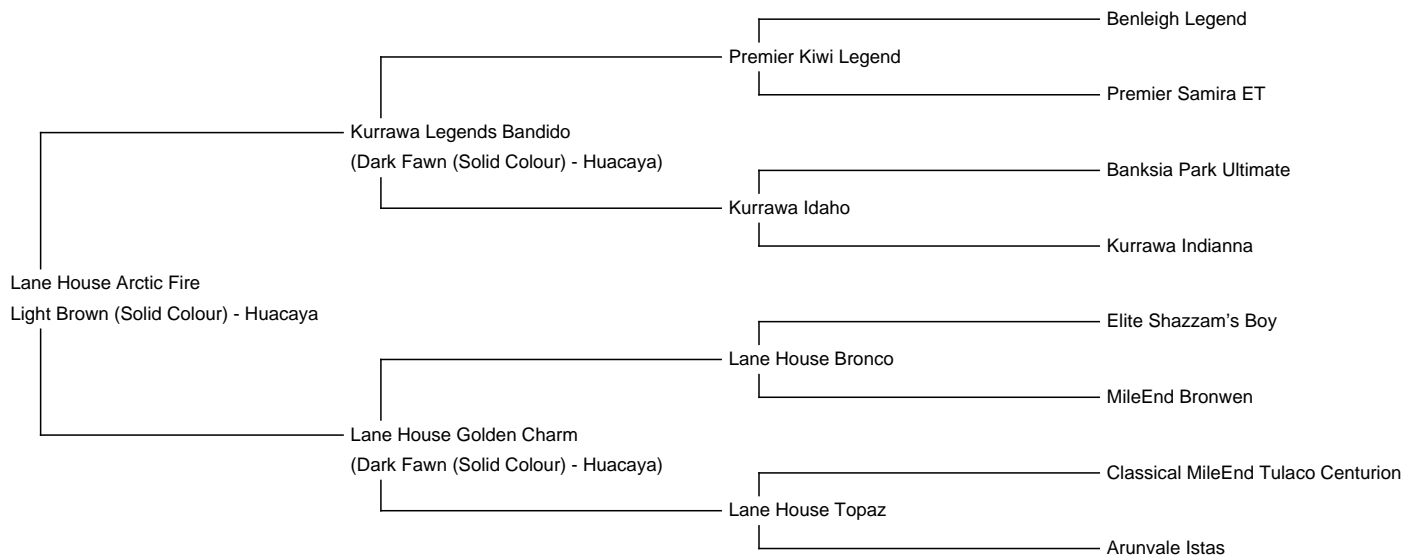 Benleigh Legend
Premier Kiwi Legend
Premier Samira ET
Kurrawa Legends Bandido
(Dark Fawn (Solid Colour) - Huacaya)
Banksia Park Ultimate
Kurrawa Idaho
Kurrawa Indianna
Lane House Arctic Fire
Light Brown (Solid Colour) - Huacaya
Elite Shazzam's Boy
Lane House Bronco
MileEnd Bronwen
Lane House Golden Charm
(Dark Fawn (Solid Colour) - Huacaya)
Classical MileEnd Tulaco Centurion
Lane House Topaz
Arunvale Istas